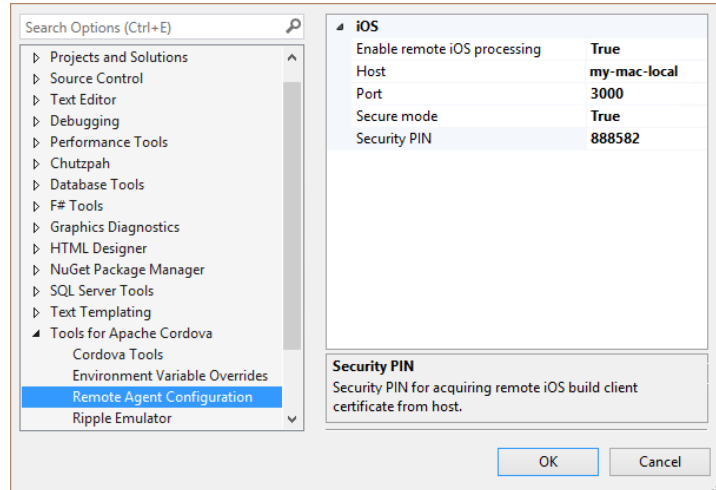 Search Options (Ctrl+E)
Projects and Solutions
Source Control
Text Editor
Debugging
Performance Tools
Chutzpah
Database Tools
F# Tools
Graphics Diagnostics
HTML Designer
NuGet Package Manager
SQL Server Tools
Text Templating
Tools for Apache Cordova
Cordova Tools
Environment Variable Overrides
Remote Agent Configuration
Ripple Emulator
iOS
Enable remote iOS processing True
Host my-mac-local
Port 3000
Secure mode True
Security PIN 888582
Security PIN
Security PIN for acquiring remote iOS build client
certificate from host.
OK Cancel